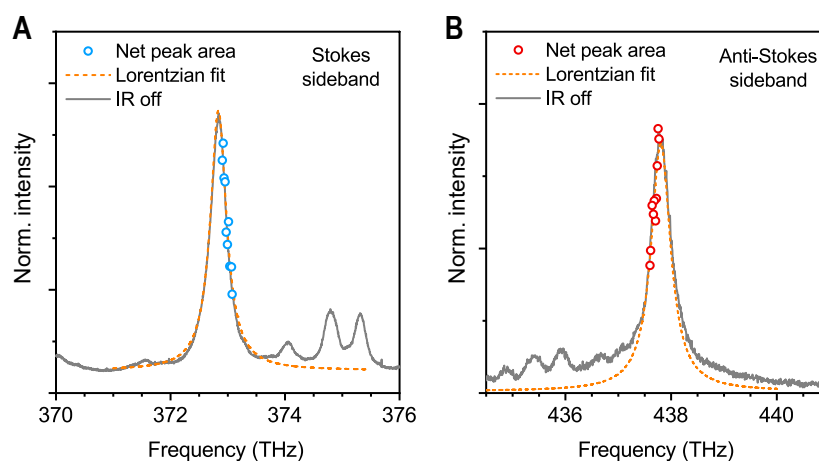 A
Net peak area
Lorentzian fit
IR off
Stokes
sideband
Norm. intensity
370 372 374 376
Frequency (THz)
B
Net peak area
Lorentzian fit
IR off
Anti-Stokes
sideband
Norm. intensity
436 438 440
Frequency (THz)